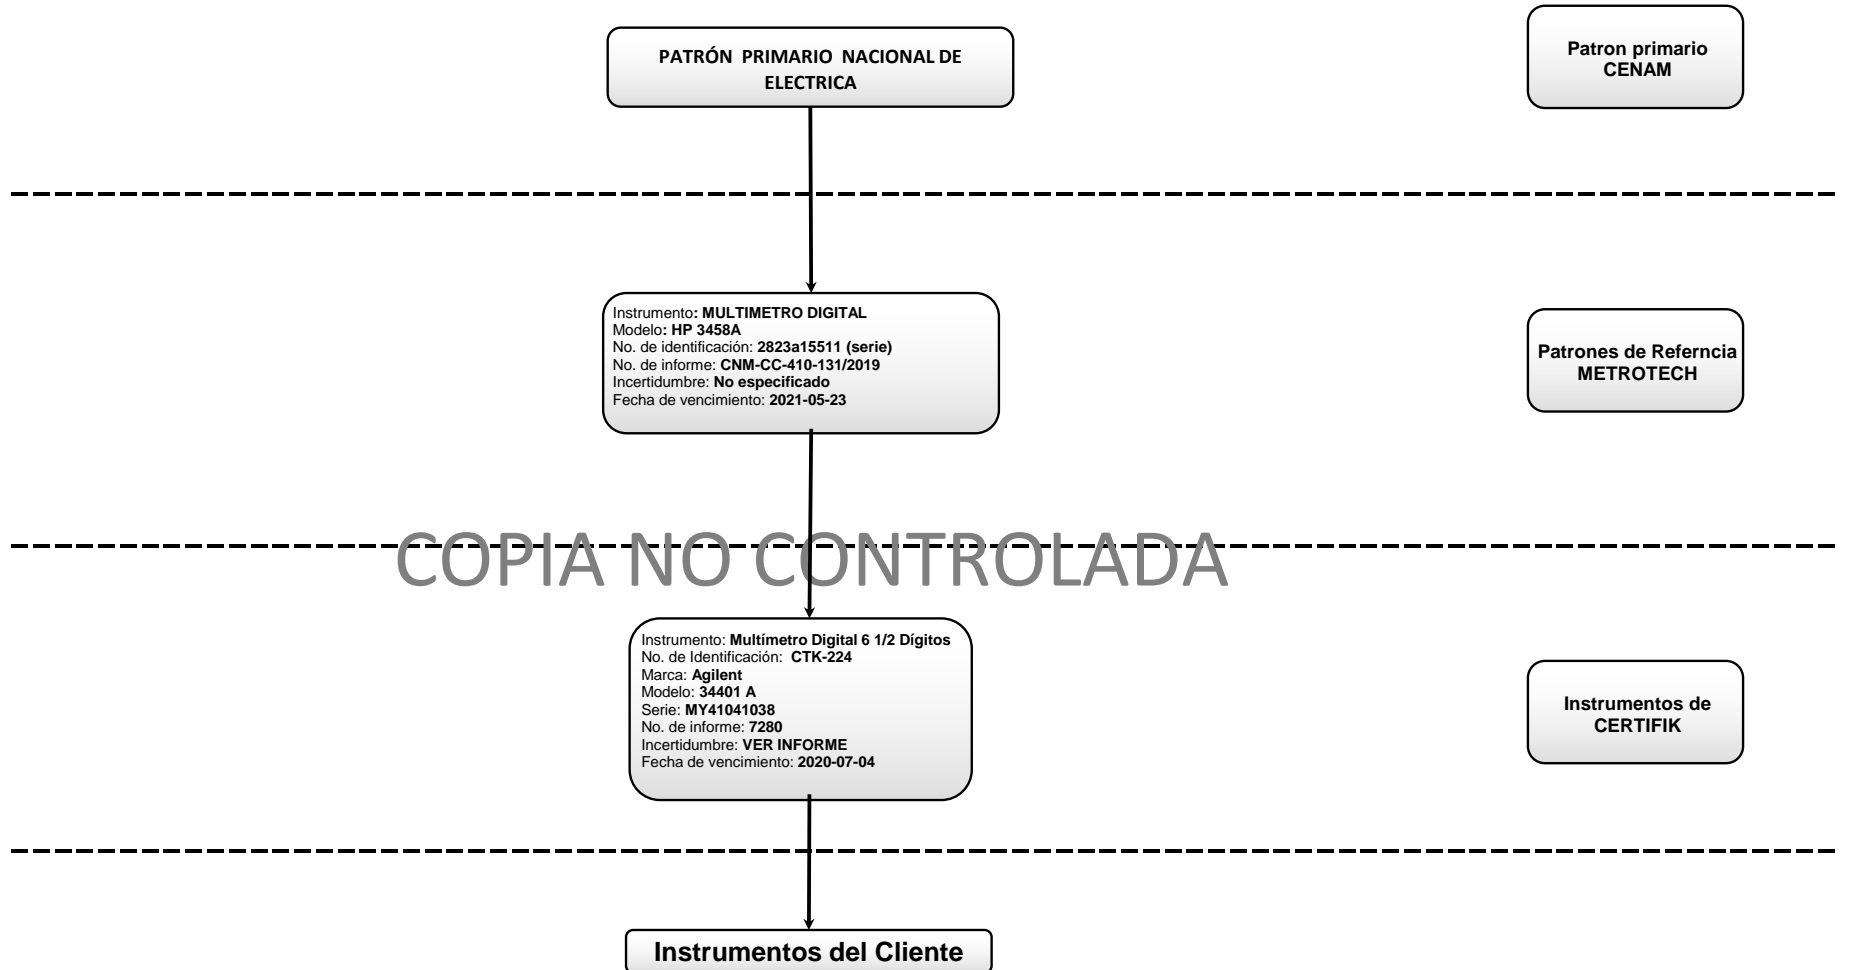 PATRÓN PRIMARIO NACIONAL DE
ELECTRICA
Patron primario
CENAM
Instrumento: MULTIMETRO DIGITAL
Modelo: HP 3458A
No. de identificación: 2823a15511 (serie)
No. de informe: CNM-CC-410-131/2019
Incertidumbre: No especificado
Fecha de vencimiento: 2021-05-23
Patrones de Referncia
METROTECH
COPIA NO CONTROLADA
Instrumento: Multímetro Digital 6 1/2 Dígitos
No. de Identificación: CTK-224
Marca: Agilent
Modelo: 34401 A
Serie: MY41041038
No. de informe: 7280
Incertidumbre: VER INFORME
Fecha de vencimiento: 2020-07-04
Instrumentos de
CERTIFIK
Instrumentos del Cliente